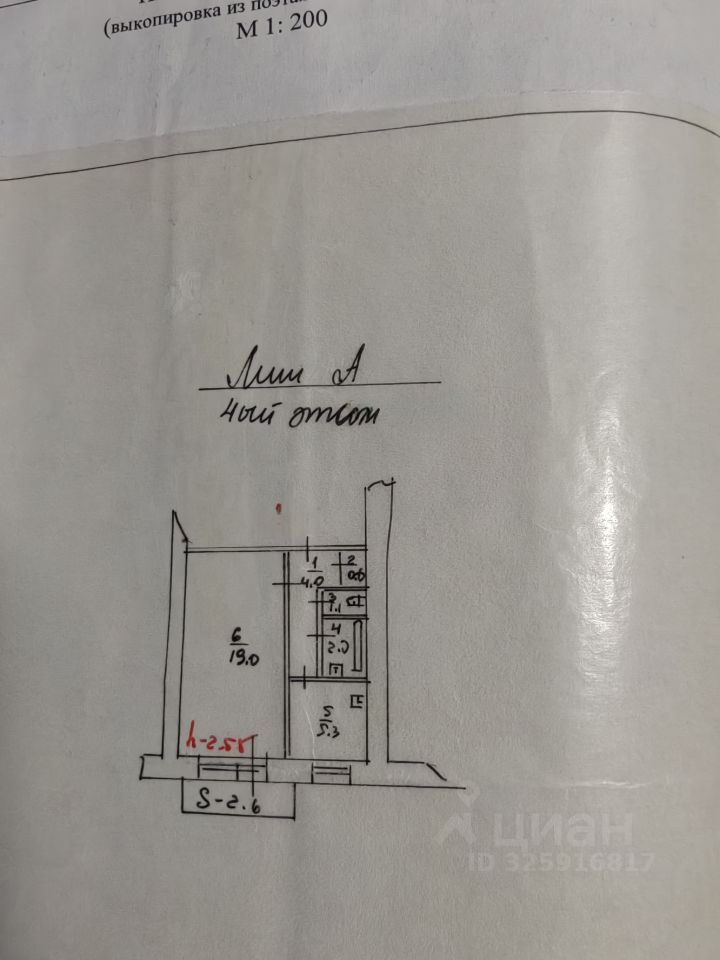 (выкопировка из
М 1: 200
Лит А
4ый этаж
1
4.0
2
0.6
3
1.1
4
2.0
6
19.0
5
5.3
h-2.55
S-2.6
циан
ID 325916817